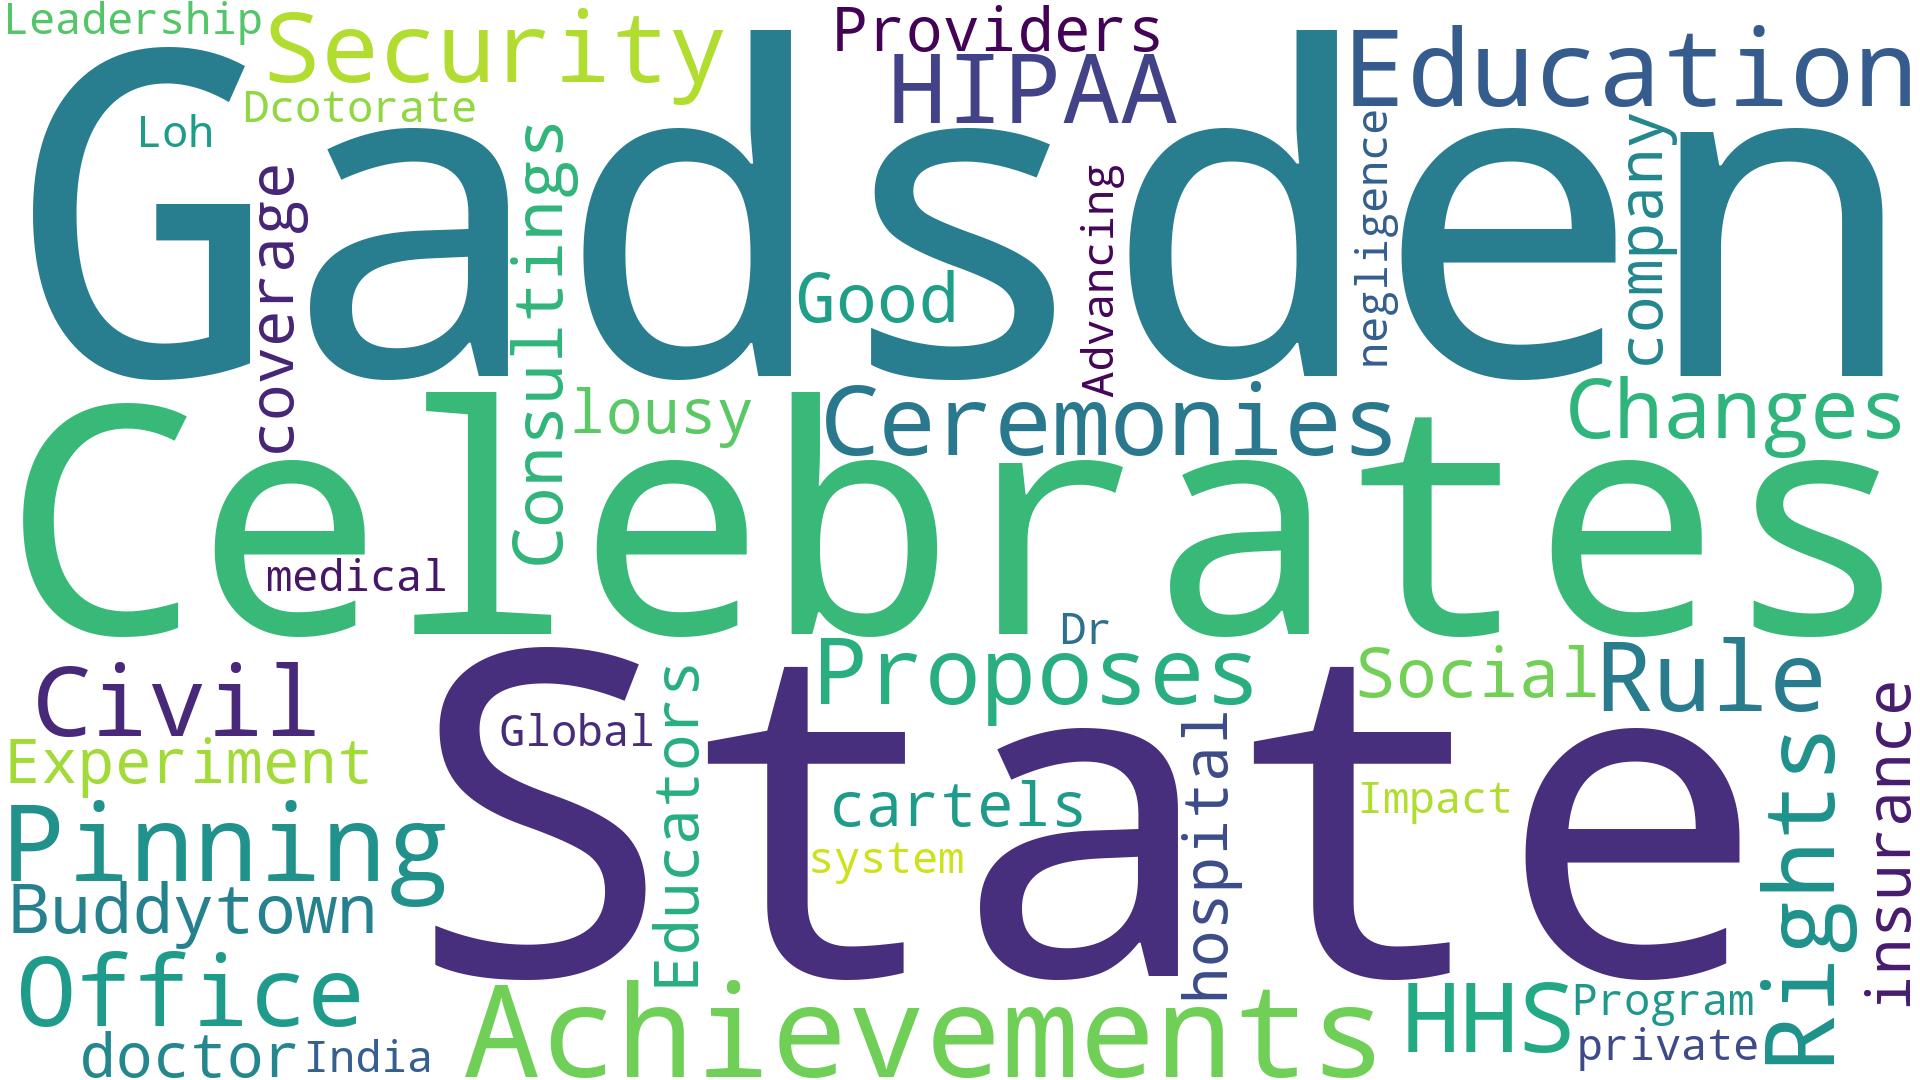 Leadership
Security
Providers
HIPAA
Education
Dcotorate
Loh
Gadsden
coverage
Consultings
Good
Advancing
negligence
company
lousy
Ceremonies
Changes
Celebrates
medical
Dr
Civil
Proposes
Social
Rule
Global
Educators
State
Experiment
cartels
hospital
Impact
Rights
insurance
Pinning
system
Buddytown
Office
Achievements
HHS
Program
doctor
India
private